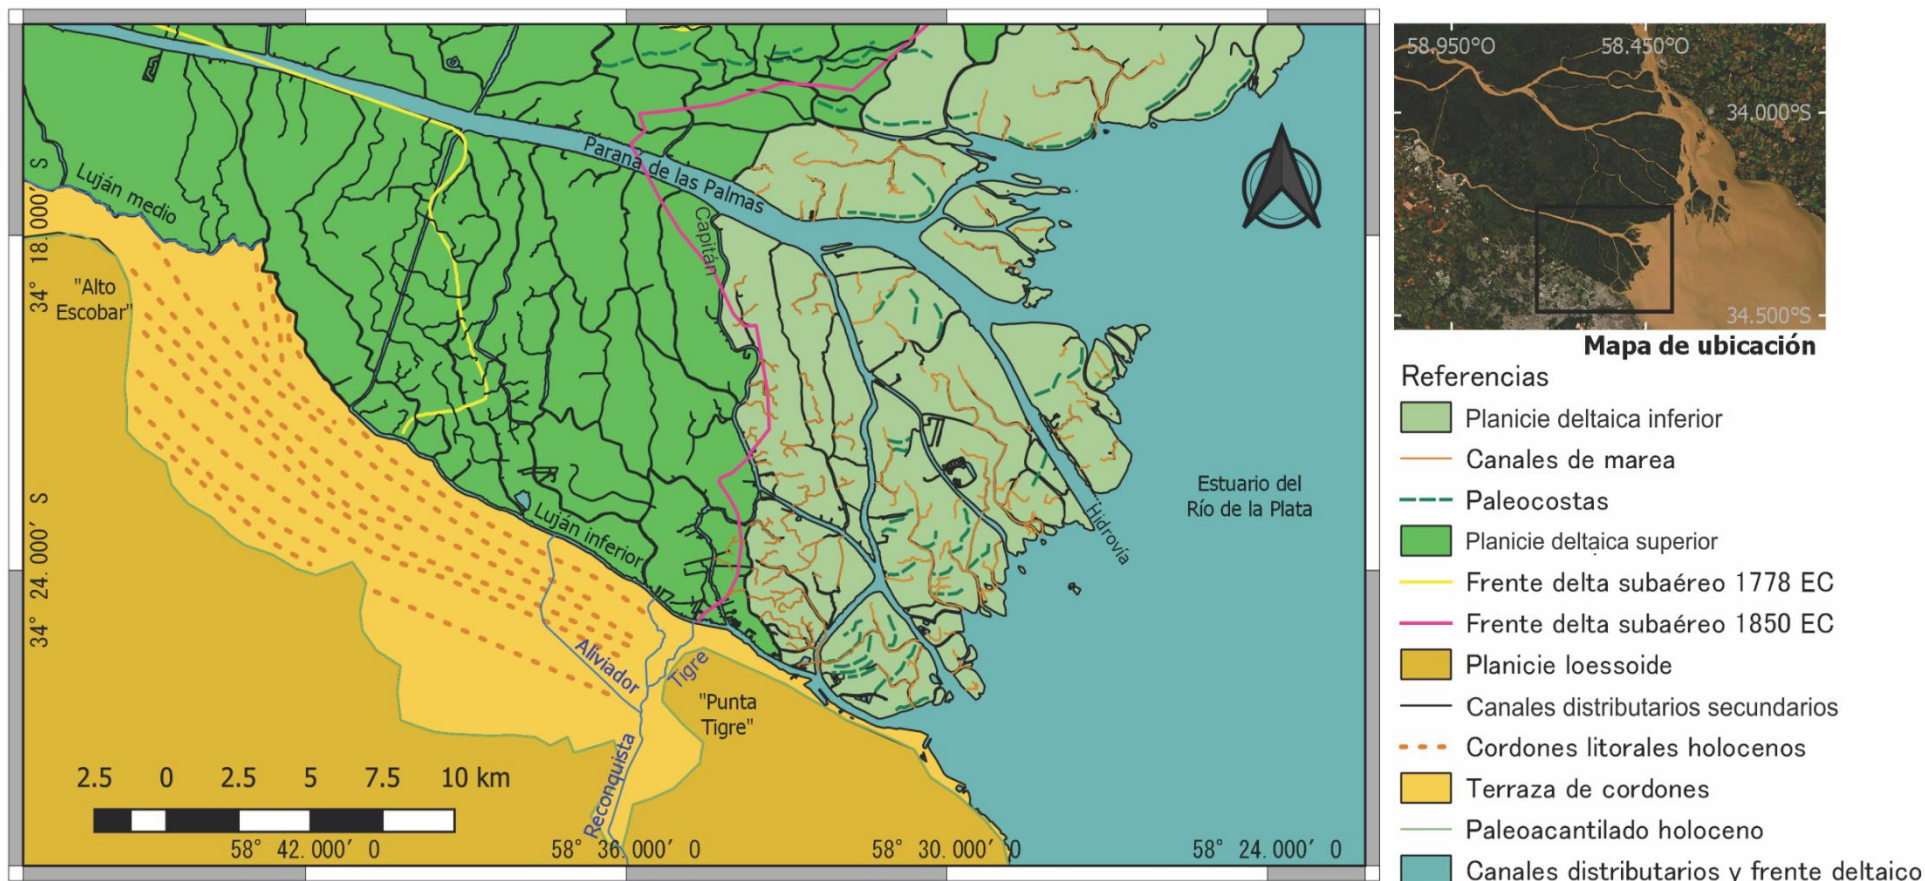 Luján medio
"Alto
Escobar"
Paraná de las Palmas
Capitán
Luján inferior
Aliviador
Tigre
"Punta
Tigre"
Reconquista
Hidrovía
Estuario del
Río de la Plata
34° 18.000′ S
34° 24.000′ S
2.5 0 2.5 5 7.5 10 km
58° 42.000′ O
58° 36.000′ O
58° 30.000′ O
58° 24.000′ O
58.950°O
58.450°O
34.000°S
34.500°S
Mapa de ubicación
Referencias
Planicie deltaica inferior
Canales de marea
Paleocostas
Planicie deltaica superior
Frente delta subaéreo 1778 EC
Frente delta subaéreo 1850 EC
Planicie loessoide
Canales distributarios secundarios
Cordones litorales holocenos
Terraza de cordones
Paleoacantilado holoceno
Canales distributarios y frente deltaico